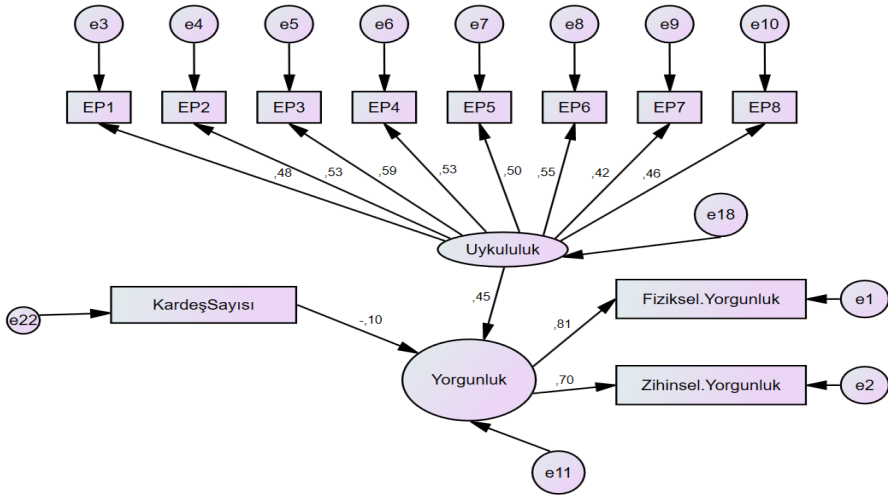 e3
e4
e5
e6
e7
e8
e9
e10
EP1
EP2
EP3
EP4
EP5
EP6
EP7
EP8
,48
,53
,59
,53
,50
,55
,42
,46
e18
Uykululuk
KardeşSayısı
,45
Fiziksel.Yorgunluk
e1
e22
-,10
,81
Yorgunluk
,70
Zihinsel.Yorgunluk
e2
e11